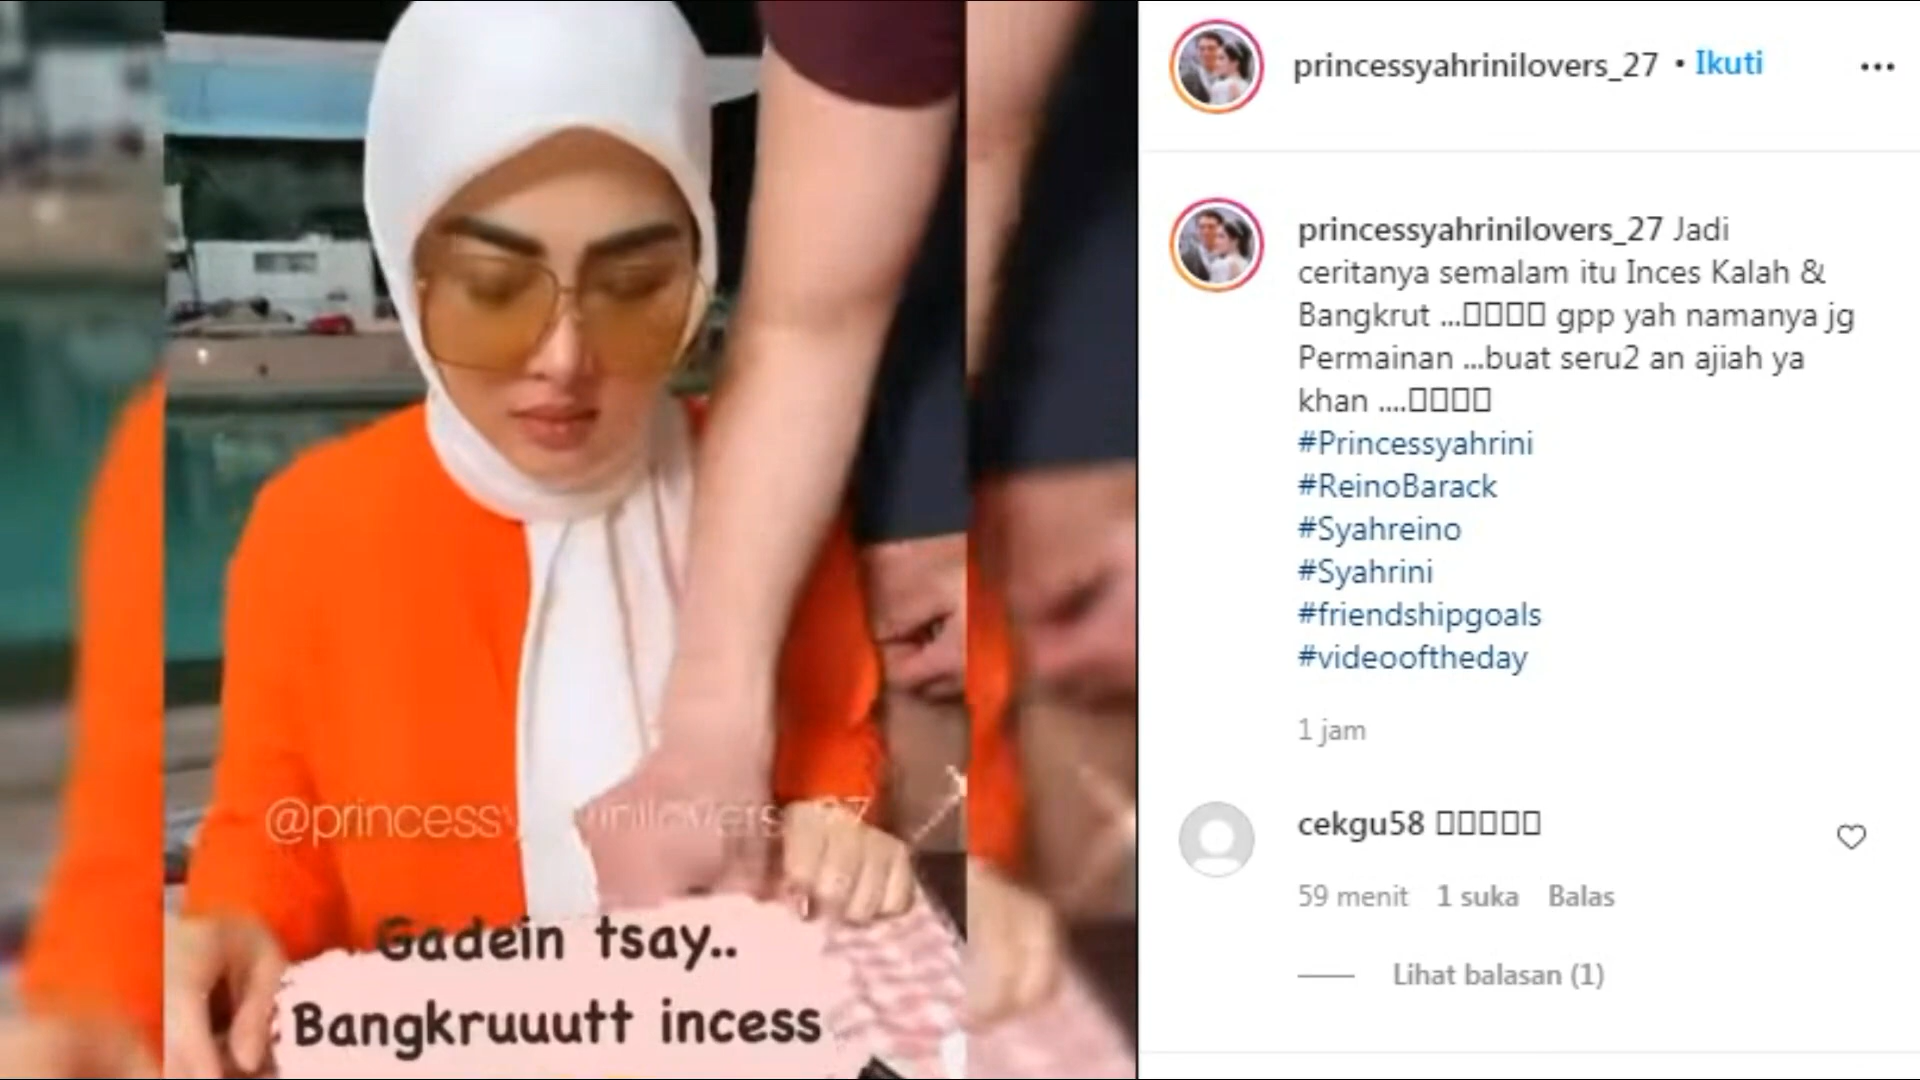 princessyahrinilovers_27 • Ikuti
princessyahrinilovers_27 Jadi
ceritanya semalam itu Inces Kalah &
Bangkrut ...□□□□ gpp yah namanya jg
Permainan ...buat seru2 an ajiah ya
khan ....□□□□
#Princessyahrini
#ReinoBarack
#Syahreino
#Syahrini
#friendshipgoals
#videooftheday
1 jam
cekgu58 □□□□□
59 menit 1 suka Balas
Lihat balasan (1)
Gadein tsay..
Bangkruuutt incess